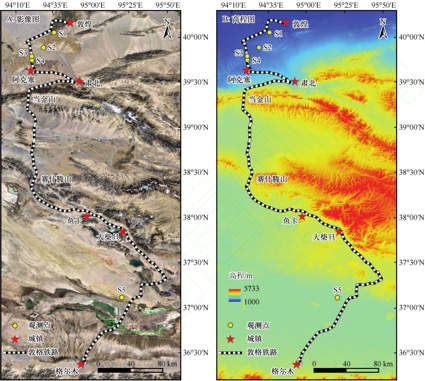 94°10'E 94°35'E 95°00'E 95°25'E 95°50'E
A: 影像图
N
敦煌
S1
S2
S3
S4
阿克塞
肃北
当金山
赛什腾山
鱼卡
大柴旦
S5
观测点
城镇
敦格铁路
格尔木
0 40 80 km
40°00'N
39°30'N
39°00'N
38°30'N
38°00'N
37°30'N
37°00'N
36°30'N
94°10'E 94°35'E 95°00'E 95°25'E 95°50'E
B: 高程图
N
敦煌
S1
S2
S3
S4
阿克塞
肃北
当金山
赛什腾山
鱼卡
大柴旦
高程/m
5733
1000
S5
观测点
城镇
敦格铁路
格尔木
0 40 80 km
40°00'N
39°30'N
39°00'N
38°30'N
38°00'N
37°30'N
37°00'N
36°30'N